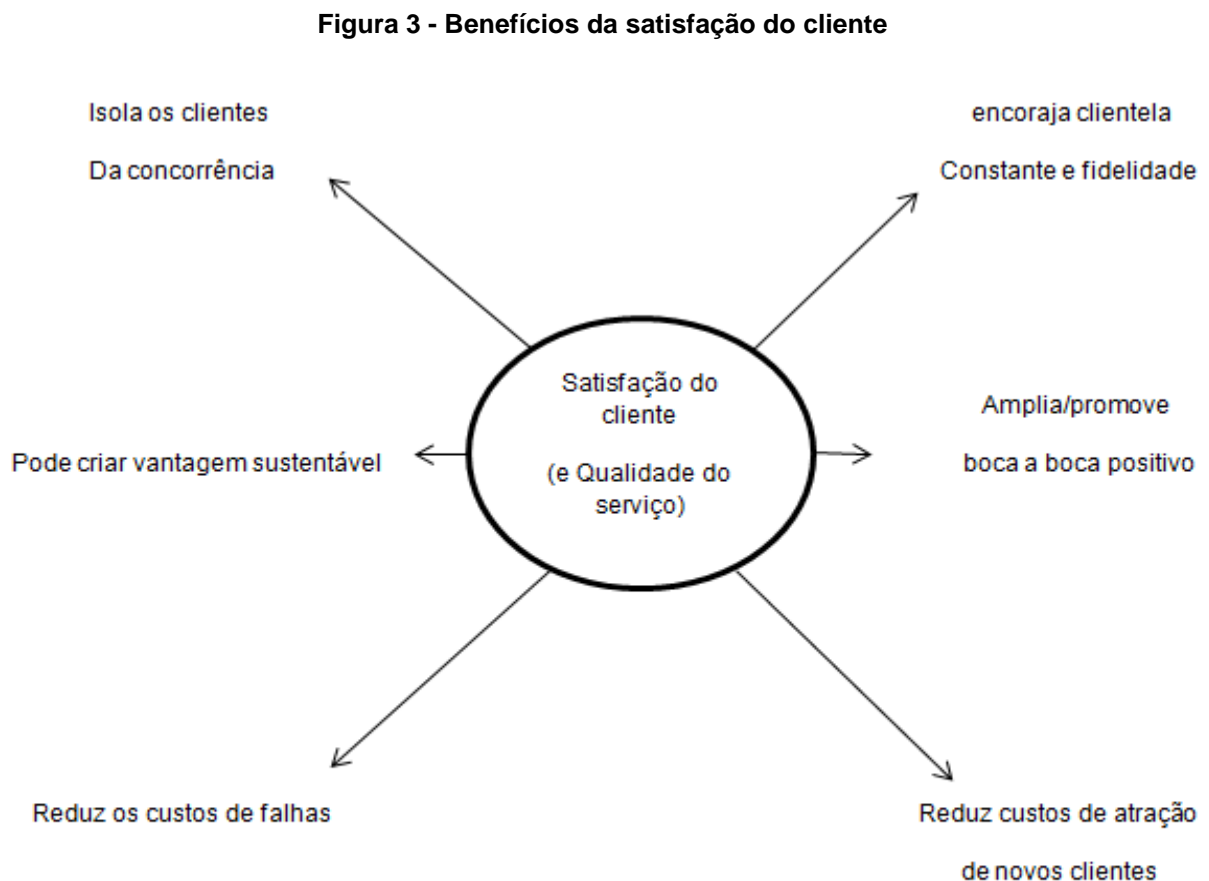 Figura 3 - Benefícios da satisfação do cliente
Isola os clientes
Da concorrência
encoraja clientela
Constante e fidelidade
Satisfação do
cliente
(e Qualidade do
serviço)
Pode criar vantagem sustentável
Amplia/promove
boca a boca positivo
Reduz os custos de falhas
Reduz custos de atração
de novos clientes